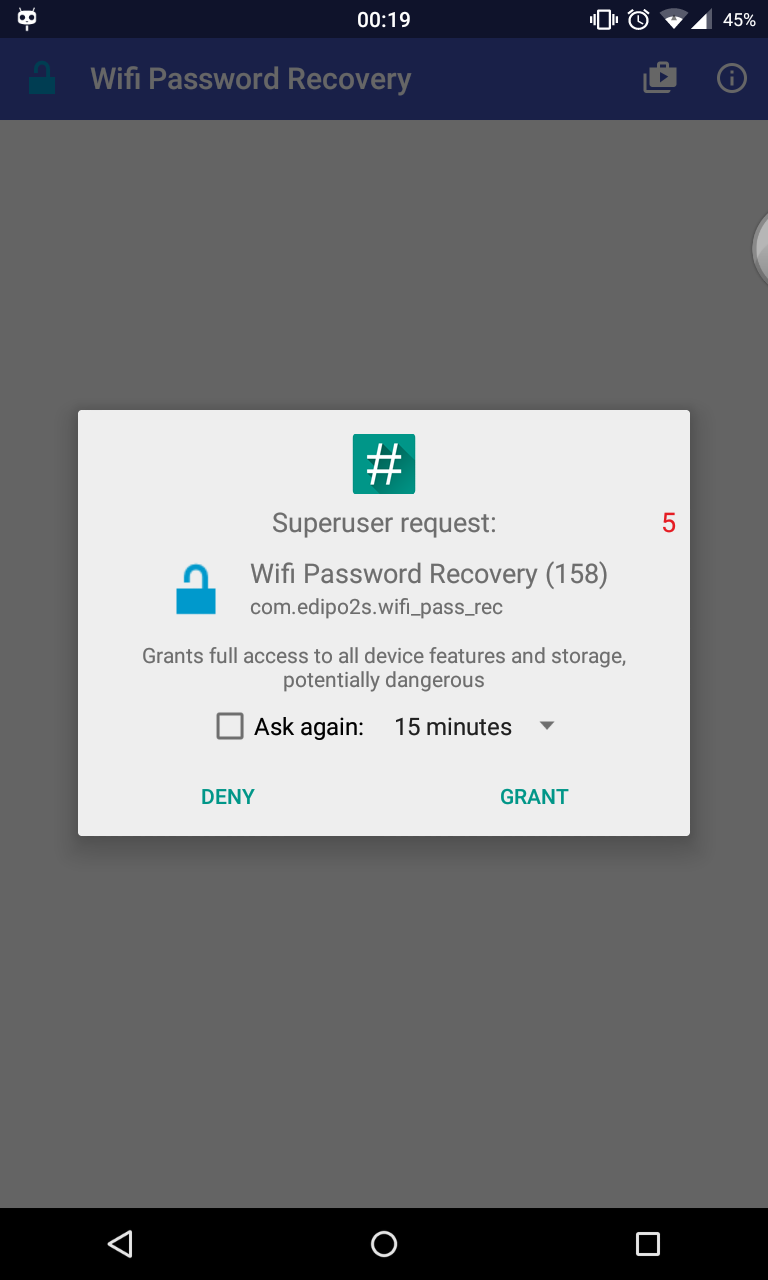 00:19
45%
Wifi Password Recovery
#
Superuser request:
5
Wifi Password Recovery (158)
com.edipo2s.wifi_pass_rec
Grants full access to all device features and storage,
potentially dangerous
Ask again:
15 minutes
DENY
GRANT